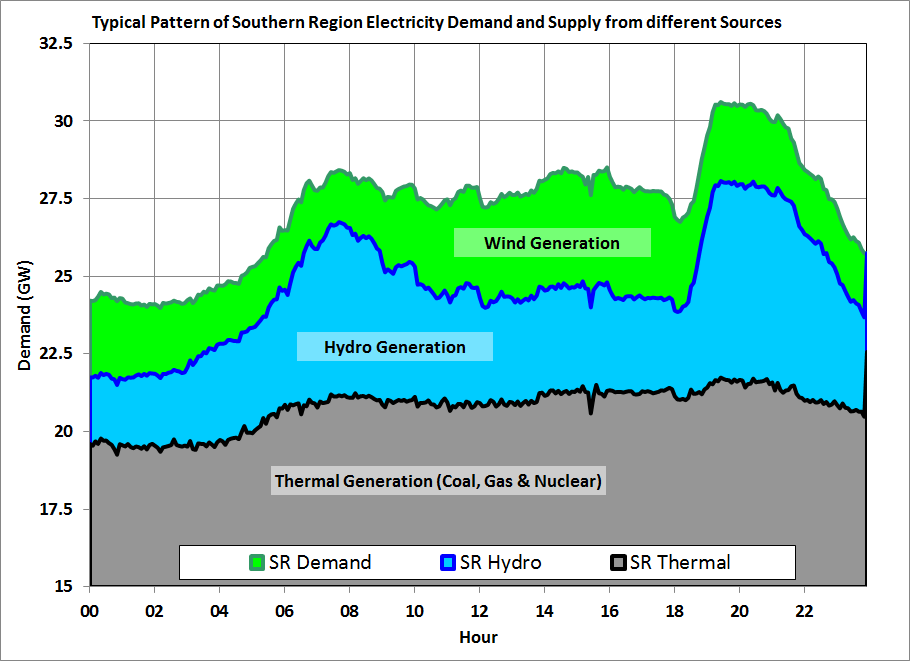 Typical Pattern of Southern Region Electricity Demand and Supply from different Sources
32.5
30
27.5
25
22.5
20
17.5
15
Demand (GW)
Wind Generation
Hydro Generation
Thermal Generation (Coal, Gas & Nuclear)
SR Demand SR Hydro SR Thermal
00 02 04 06 08 10 12 14 16 18 20 22
Hour